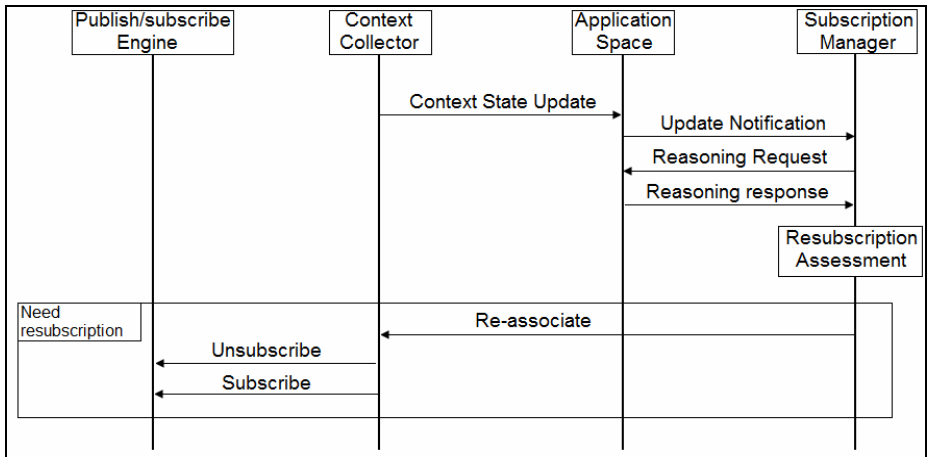 Publish/subscribe
Engine
Context
Collector
Application
Space
Subscription
Manager
Context State Update
Update Notification
Reasoning Request
Reasoning response
Resubscription
Assessment
Need
resubscription
Re-associate
Unsubscribe
Subscribe